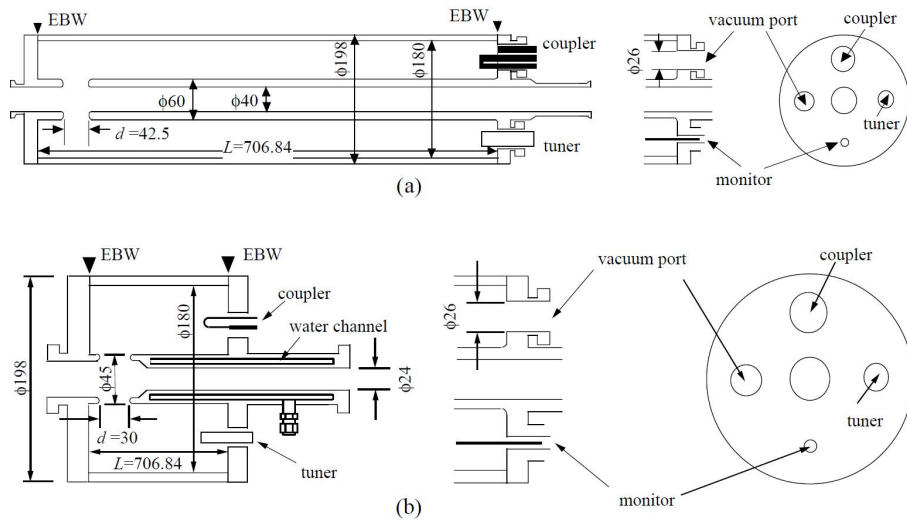 EBW
EBW
coupler
ϕ198
ϕ180
ϕ60
ϕ40
d =42.5
L=706.84
tuner
ϕ26
vacuum port
coupler
tuner
monitor
(a)
EBW
EBW
coupler
ϕ180
water channel
ϕ198
ϕ45
ϕ24
d =30
L=706.84
tuner
ϕ26
vacuum port
coupler
tuner
monitor
(b)